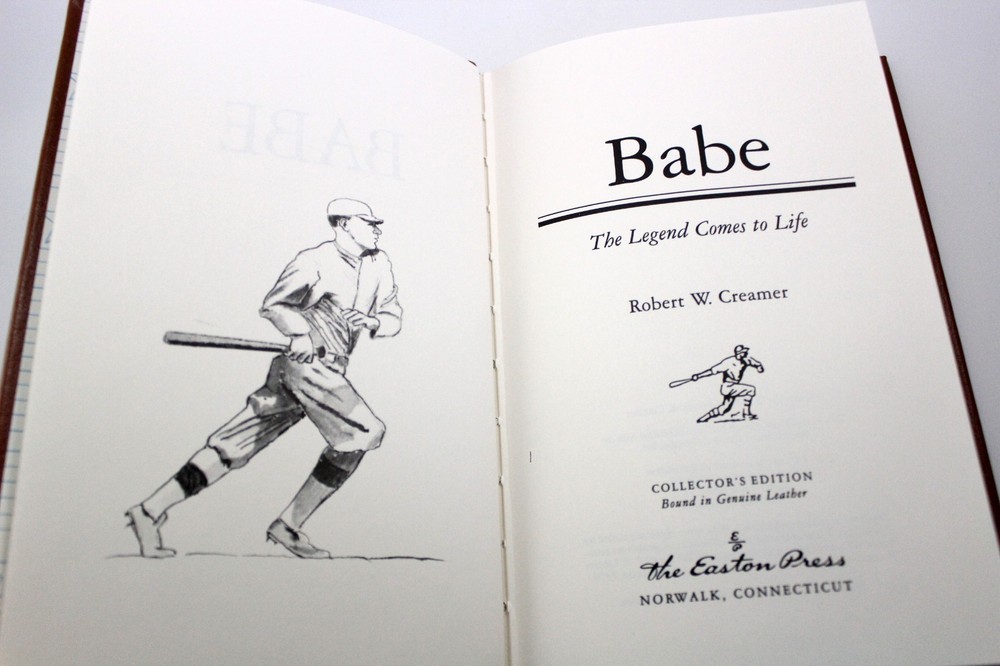 BABE
Babe
The Legend Comes to Life
Robert W. Creamer
COLLECTOR'S EDITION
Bound in Genuine Leather
E/P
the Easton Press
NORWALK, CONNECTICUT